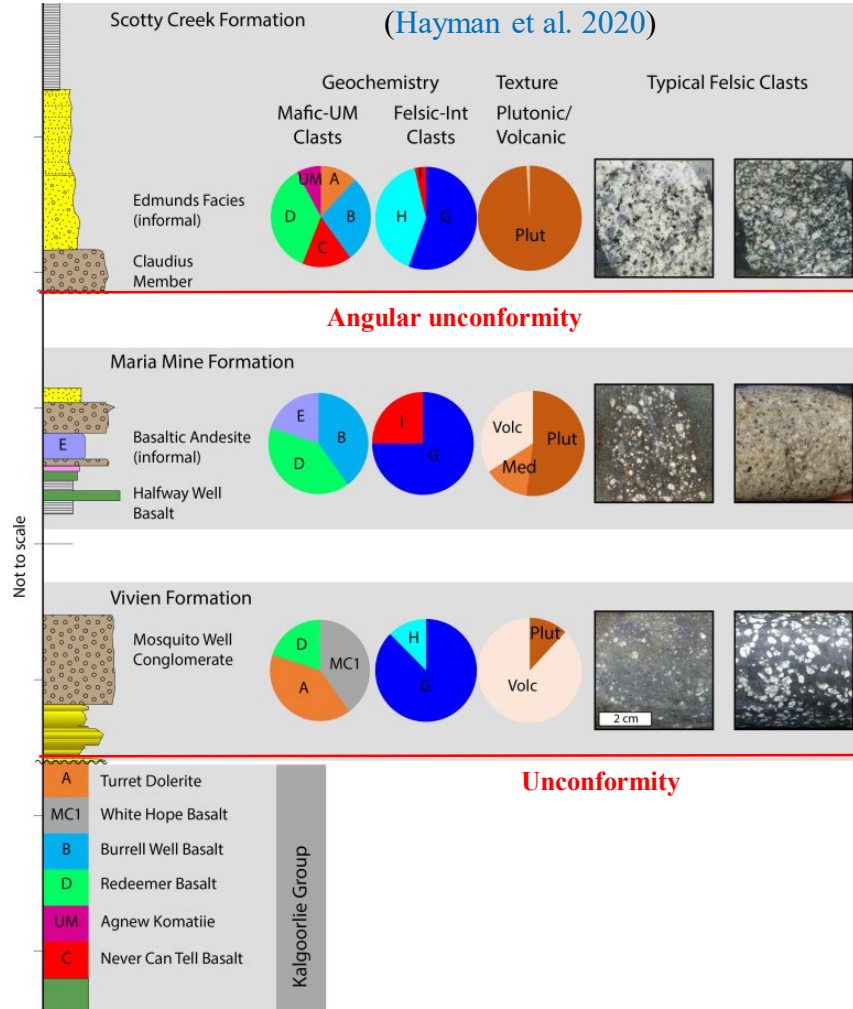 Scotty Creek Formation
(Hayman et al. 2020)
Geochemistry
Texture
Typical Felsic Clasts
Mafic-UM
Clasts
Felsic-Int
Clasts
Plutonic/
Volcanic
UM
A
D
B
C
I
H
G
Plut
Edmunds Facies
(informal)
Claudius
Member
Angular unconformity
Maria Mine Formation
E
Basaltic Andesite
(informal)
Halfway Well
Basalt
E
B
D
I
G
Volc
Plut
Med
Not to scale
Vivien Formation
Mosquito Well
Conglomerate
D
MC1
A
H
G
Plut
Volc
2 cm
Unconformity
A Turret Dolerite
MC1 White Hope Basalt
B Burrell Well Basalt
D Redeemer Basalt
UM Agnew Komatiie
C Never Can Tell Basalt
Kalgoorlie Group